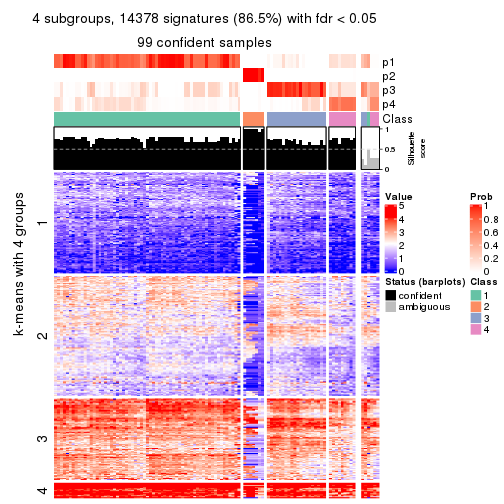 4 subgroups, 14378 signatures (86.5%) with fdr < 0.05
99 confident samples
p1
p2
p3
p4
Class
1
0.5
0
Silhouette
score
k-means with 4 groups
1
2
3
4
Value
5
4
3
2
1
0
Prob
1
0.8
0.6
0.4
0.2
0
Status (barplots)
confident
ambiguous
Class
1
2
3
4